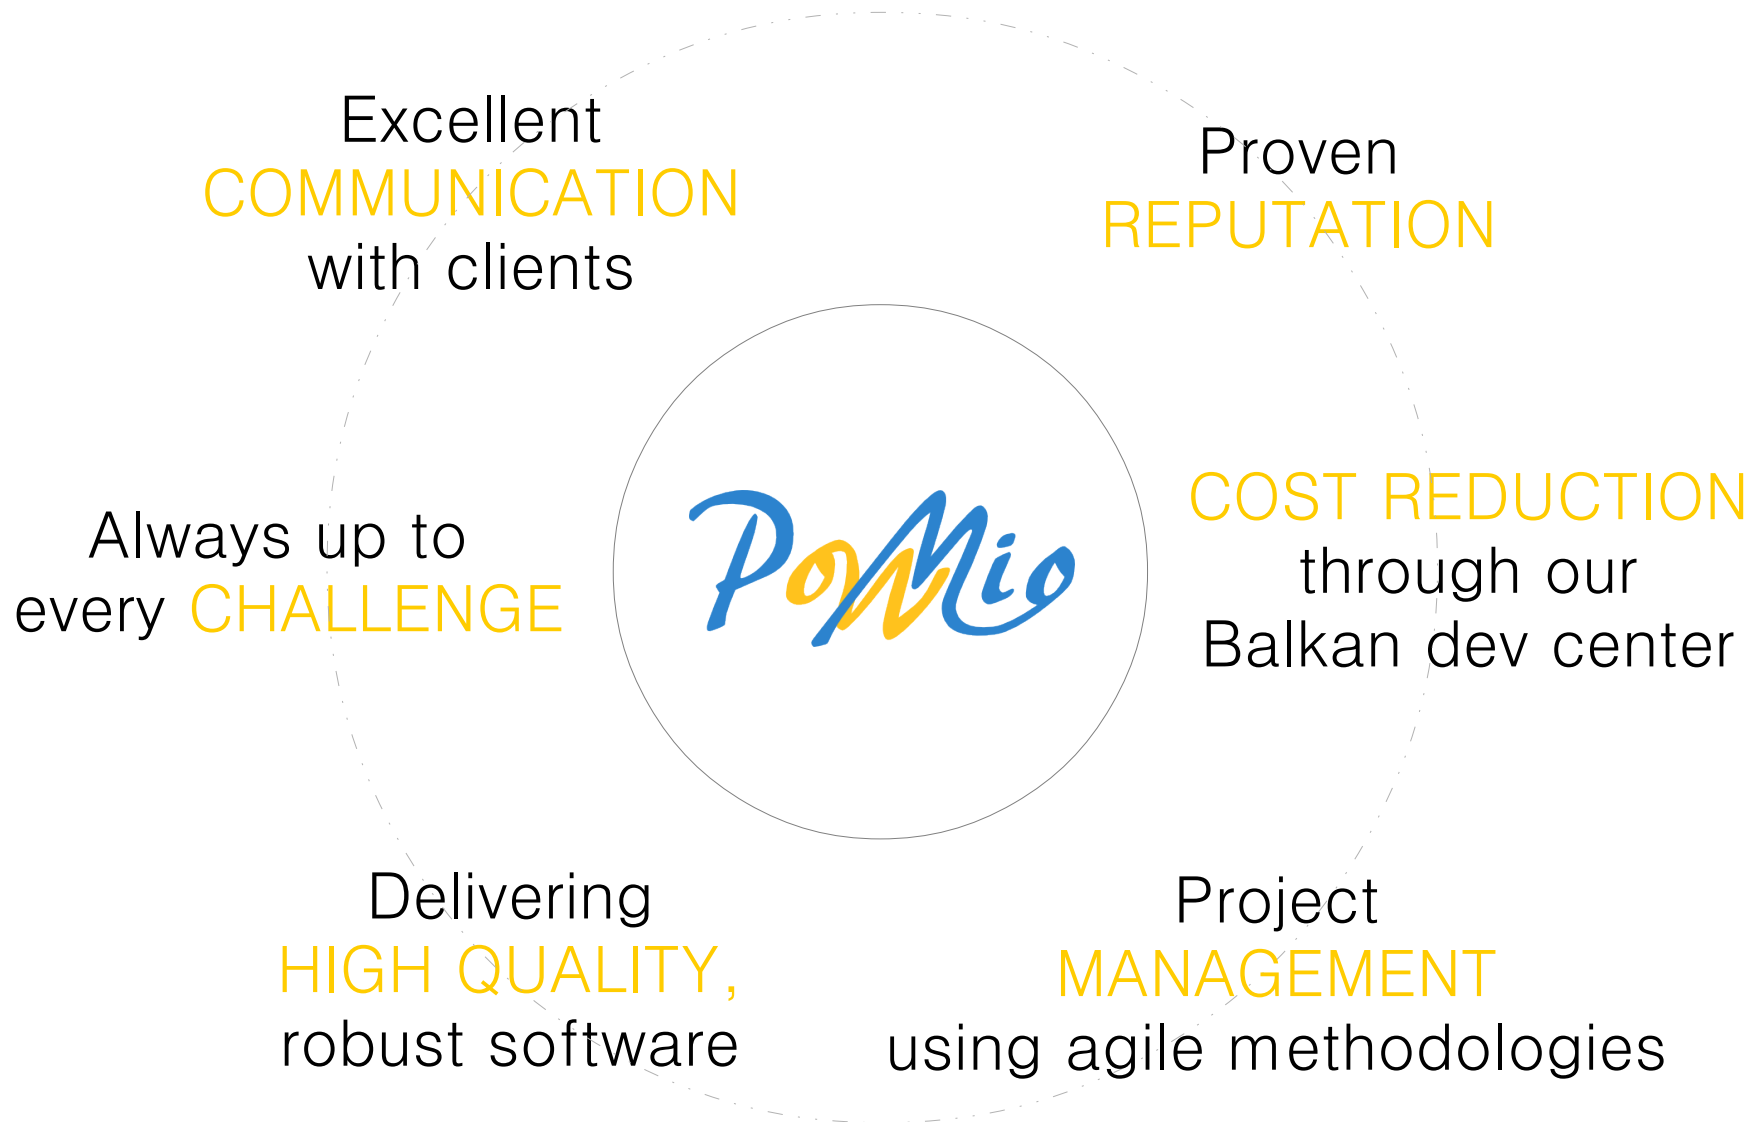 Excellent
COMMUNICATION
with clients
Proven
REPUTATION
Always up to
every CHALLENGE
PowMio
COST REDUCTION
through our
Balkan dev center
Delivering
HIGH QUALITY,
robust software
Project
MANAGEMENT
using agile methodologies